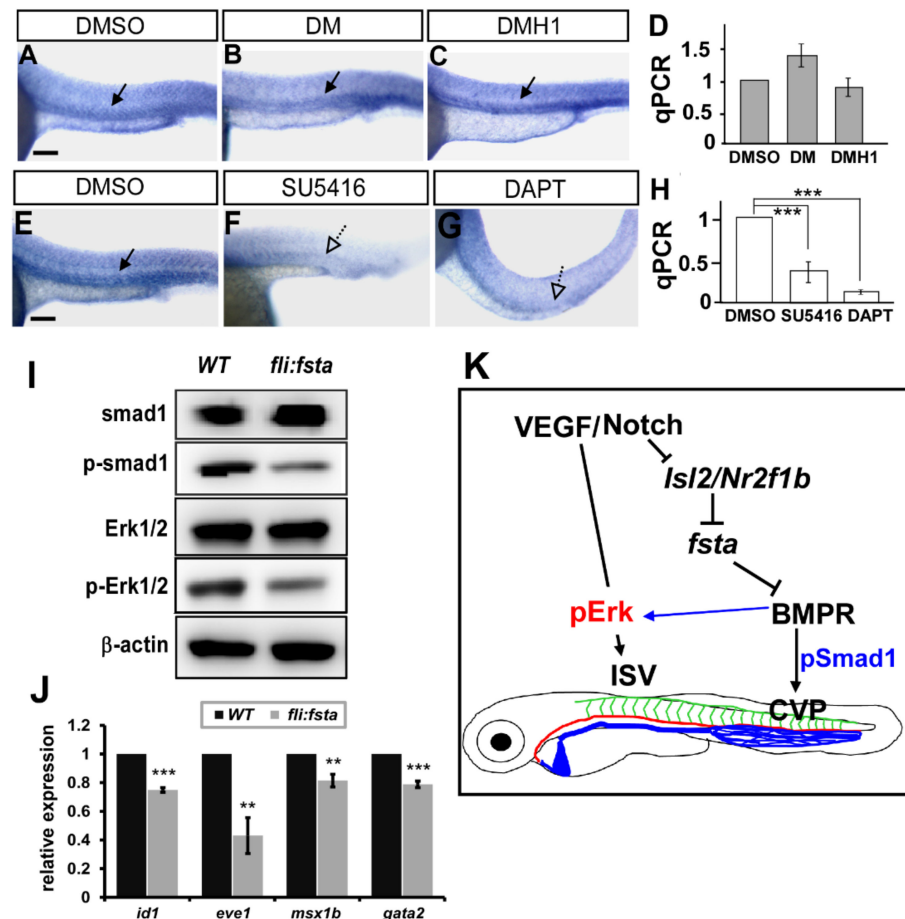 DMSO
DM
DMH1
A
B
C
D
qPCR
1.5
1
0.5
0
DMSO DM DMH1
DMSO
SU5416
DAPT
E
F
G
H
qPCR
***
***
1
0.5
0
DMSO SU5416 DAPT
I
WT fli:fsta
smad1
p-smad1
Erk1/2
p-Erk1/2
β-actin
J
WT fli:fsta
relative expression
1.2
1
0.8
0.6
0.4
0.2
0
***
**
**
***
id1 eve1 msx1b gata2
K
VEGF/Notch
Isl2/Nr2f1b
fsta
pErk
BMPR
pSmad1
ISV
CVP